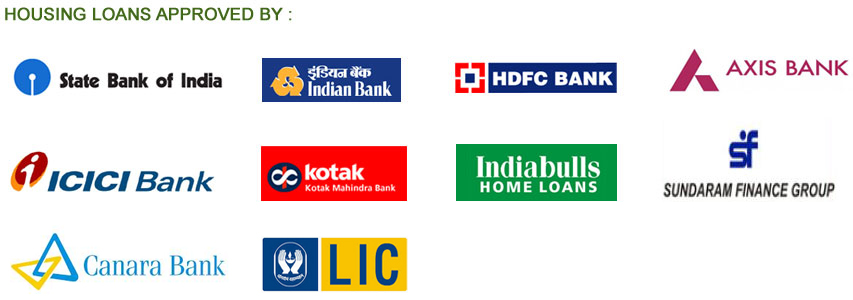 HOUSING LOANS APPROVED BY :
State Bank of India
इंडियन बैंक
Indian Bank
HDFC BANK
AXIS BANK
ICICI Bank
kotak
Kotak Mahindra Bank
Indiabulls
HOME LOANS
sf
SUNDARAM FINANCE GROUP
Canara Bank
LIC